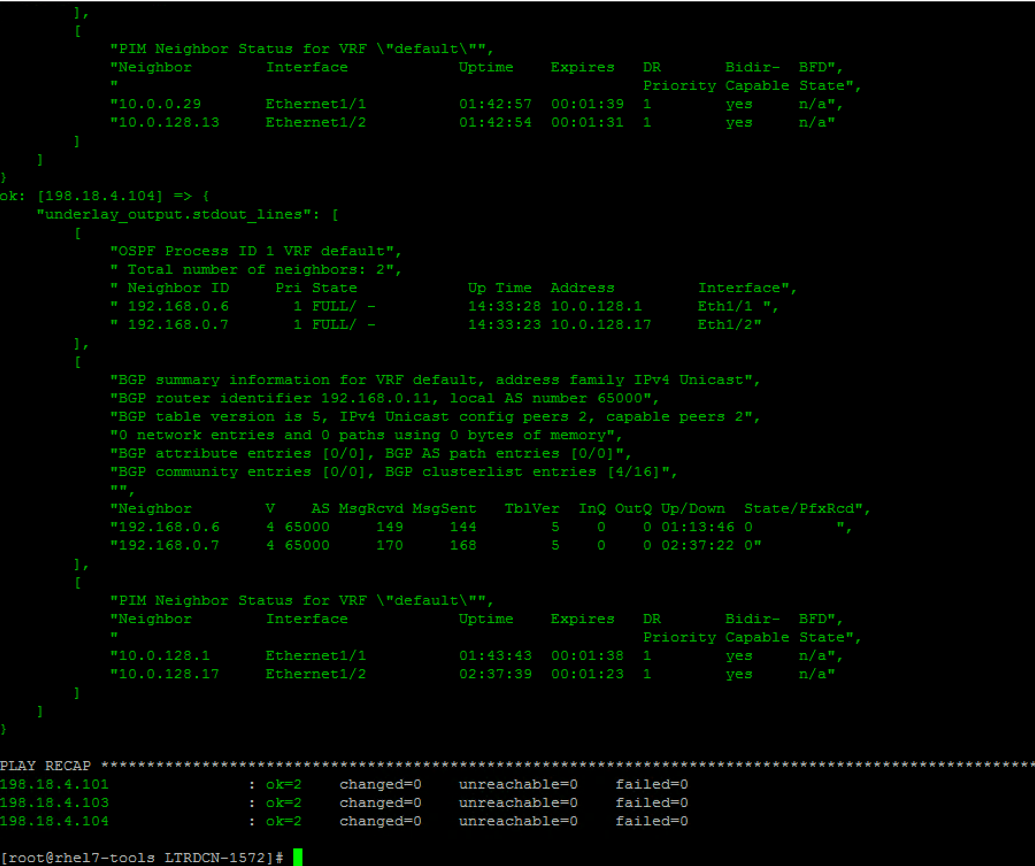 ],
[
"PIM Neighbor Status for VRF \"default\"",
"Neighbor        Interface            Uptime    Expires   DR       Bidir-  BFD",
"                                                         Priority Capable State",
"10.0.0.29       Ethernet1/1          01:42:57  00:01:39  1        yes     n/a",
"10.0.128.13     Ethernet1/2          01:42:54  00:01:31  1        yes     n/a"
]
]
}
ok: [198.18.4.104] => {
"underlay_output.stdout_lines": [
[
"OSPF Process ID 1 VRF default",
" Total number of neighbors: 2",
" Neighbor ID     Pri State            Up Time  Address         Interface",
" 192.168.0.6       1 FULL/ -          14:33:28 10.0.128.1      Eth1/1 ",
" 192.168.0.7       1 FULL/ -          14:33:23 10.0.128.17     Eth1/2"
],
[
"BGP summary information for VRF default, address family IPv4 Unicast",
"BGP router identifier 192.168.0.11, local AS number 65000",
"BGP table version is 5, IPv4 Unicast config peers 2, capable peers 2",
"0 network entries and 0 paths using 0 bytes of memory",
"BGP attribute entries [0/0], BGP AS path entries [0/0]",
"BGP community entries [0/0], BGP clusterlist entries [4/16]",
"",
"Neighbor        V    AS MsgRcvd MsgSent   TblVer  InQ OutQ Up/Down  State/PfxRcd",
"192.168.0.6     4 65000     149     144        5    0    0 01:13:46 0         ",
"192.168.0.7     4 65000     170     168        5    0    0 02:37:22 0"
],
[
"PIM Neighbor Status for VRF \"default\"",
"Neighbor        Interface            Uptime    Expires   DR       Bidir-  BFD",
"                                                         Priority Capable State",
"10.0.128.1      Ethernet1/1          01:43:43  00:01:38  1        yes     n/a",
"10.0.128.17     Ethernet1/2          02:37:39  00:01:23  1        yes     n/a"
]
]
}
PLAY RECAP *****************************************************************************************************
198.18.4.101               : ok=2    changed=0    unreachable=0    failed=0
198.18.4.103               : ok=2    changed=0    unreachable=0    failed=0
198.18.4.104               : ok=2    changed=0    unreachable=0    failed=0
[root@rhel7-tools LTRDCN-1572]#